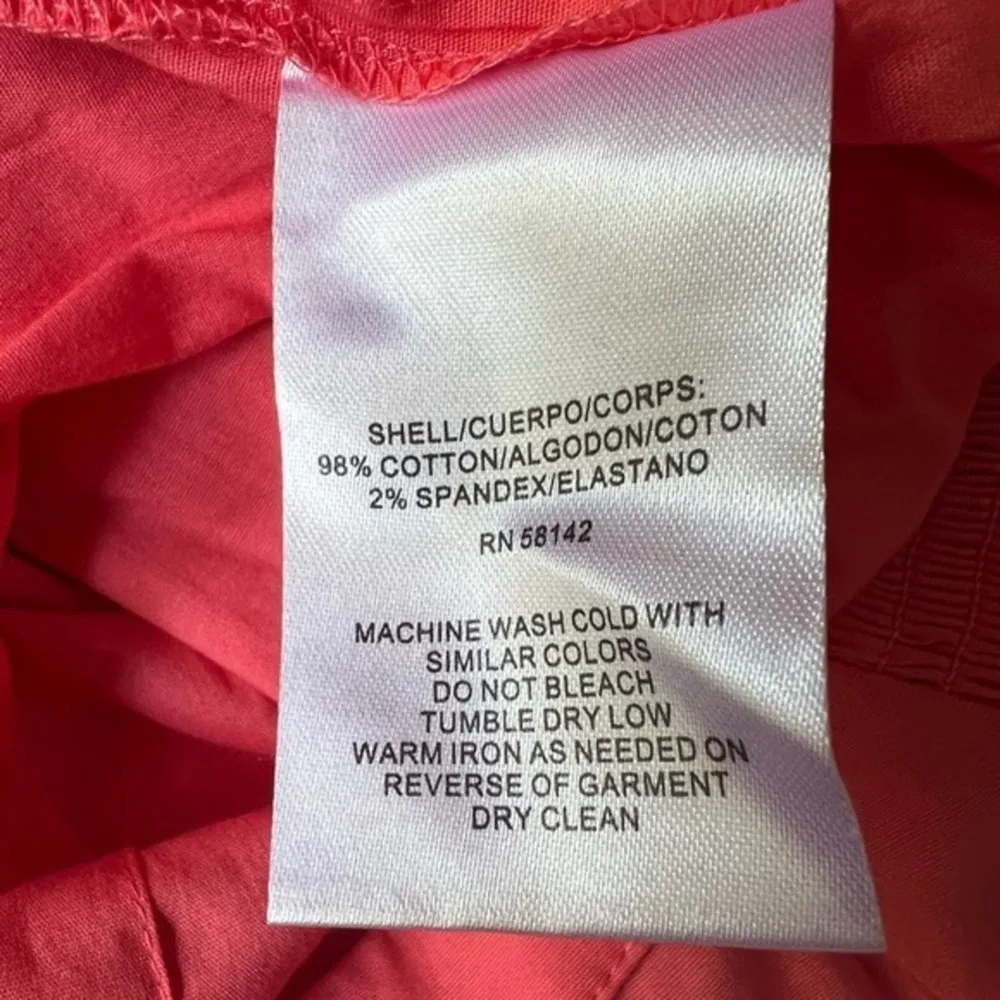 SHELL/CUERPO/CORPS:
98% COTTON/ALGODON/COTON
2% SPANDEX/ELASTANO
RN 58142
MACHINE WASH COLD WITH
SIMILAR COLORS
DO NOT BLEACH
TUMBLE DRY LOW
WARM IRON AS NEEDED ON
REVERSE OF GARMENT
DRY CLEAN